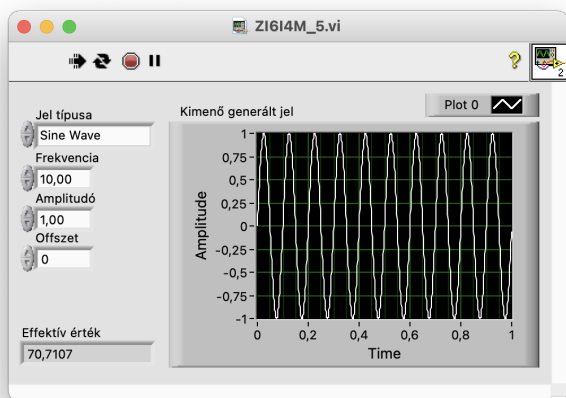 ZI6I4M_5.vi
?
2
Jel típusa
Sine Wave
Frekvencia
10,00
Amplitudó
1,00
Offszet
0
Effektív érték
70,7107
Kimenő generált jel
Plot 0
Amplitude
1
0,75
0,5
0,25
0
-0,25
-0,5
-0,75
-1
0
0,2
0,4
0,6
0,8
1
Time